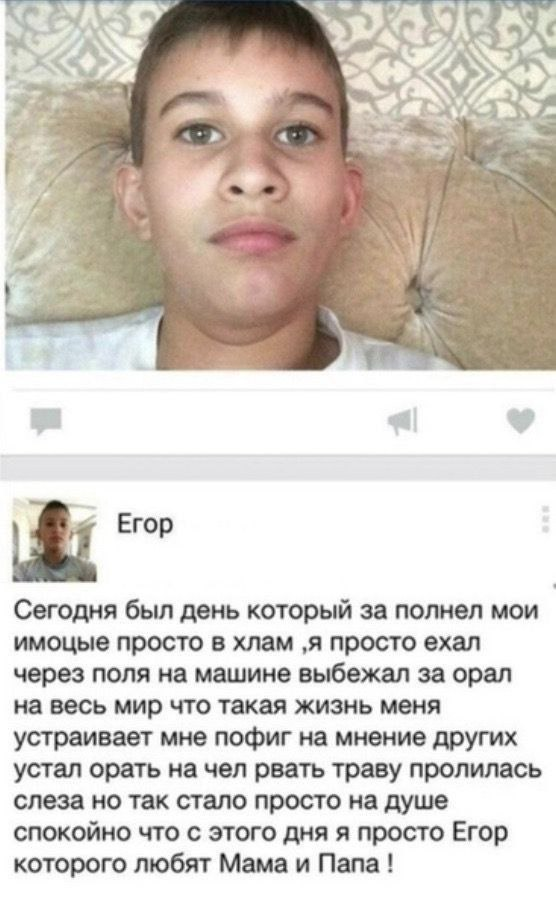 Егор
Сегодня был день который за полнел мои
имоцые просто в хлам ,я просто ехал
через поля на машине выбежал за орал
на весь мир что такая жизнь меня
устраивает мне пофиг на мнение других
устал орать на чел рвать траву пролилась
слеза но так стало просто на душе
спокойно что с этого дня я просто Егор
которого любят Мама и Папа !